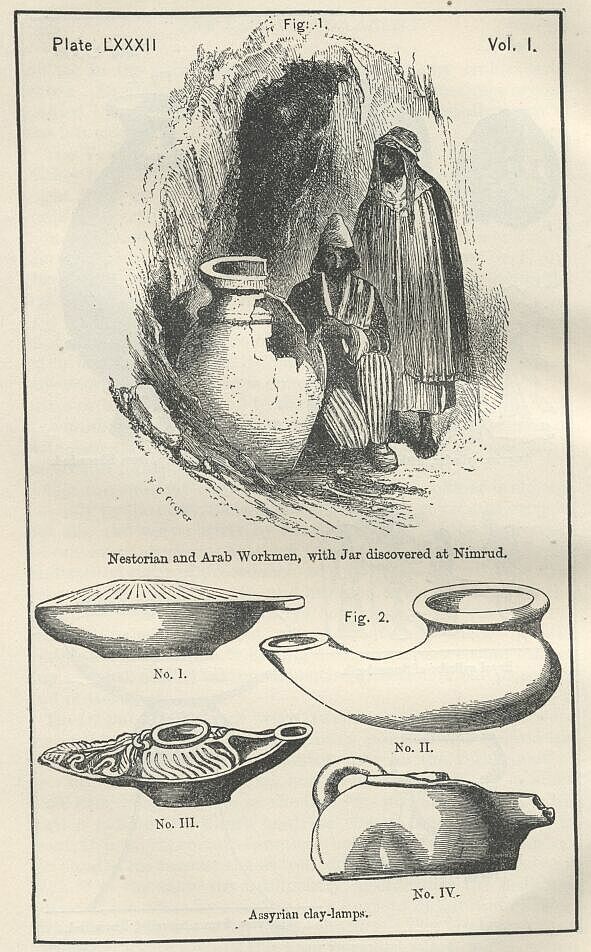 Fig. 1.
Plate LXXXII
Vol. I.
Nestorian and Arab Workmen, with Jar discovered at Nimrud.
Fig. 2.
No. I.
No. II.
No. III.
No. IV.
Assyrian clay-lamps.